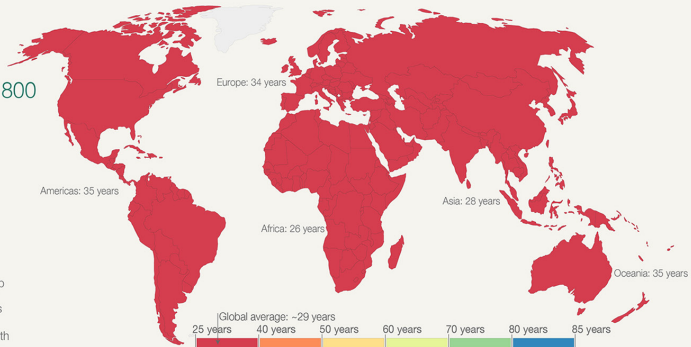 800
Europe: 34 years
Americas: 35 years
Asia: 28 years
Africa: 26 years
Oceania: 35 years
Global average: ~29 years
25 years 40 years 50 years 60 years 70 years 80 years 85 years